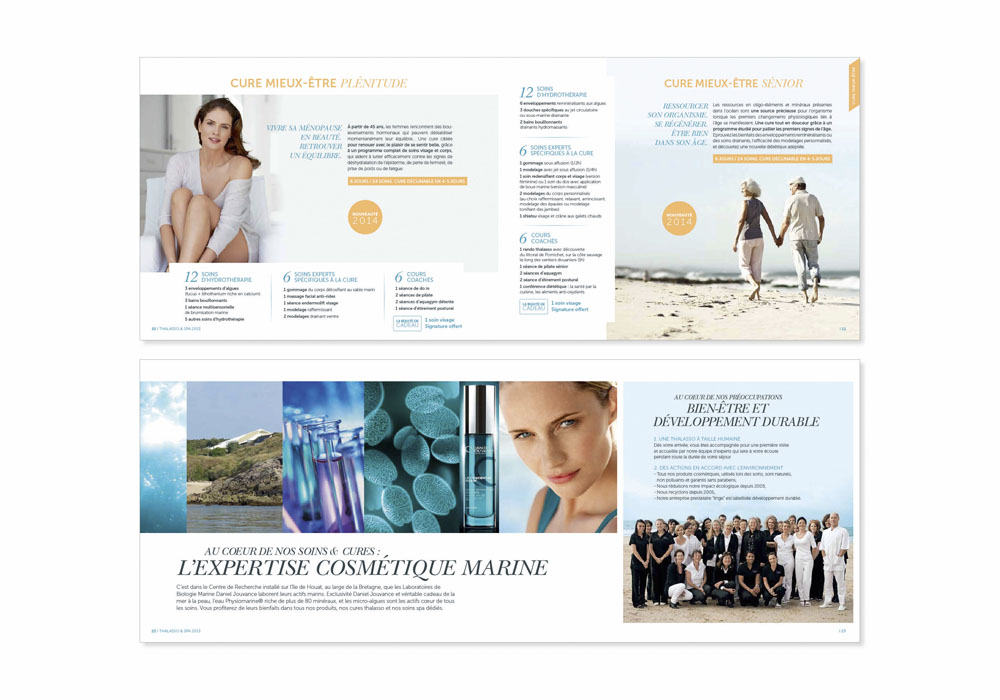 CURE MIEUX-ÊTRE PLÉNITUDE
VIVRE SA MÉNOPAUSE
EN BEAUTÉ.
RETROUVER
UN ÉQUILIBRE.
À partir de 45 ans, les femmes rencontrent des bou-
leversements hormonaux qui peuvent déstabiliser
momentanément leur équilibre. Une cure ciblée
pour renouer avec le plaisir de se sentir belle, grâce
à un programme complet de soins visage et corps,
qui aident à lutter efficacement contre les signes de
déshydratation de l'épiderme, de perte de fermeté, de
prise de poids ou de fatigue.
6 JOURS / 24 SOINS. CURE DÉCLINABLE EN 4-5 JOURS
NOUVEAUTÉ
2014
12 SOINS
D'HYDROTHÉRAPIE
3 enveloppements d'algues
(fucus + lithothamne riche en calcium)
3 bains bouillonnants
1 séance multisensorielle
de brumisation marine
5 autres soins d'hydrothérapie
6 SOINS EXPERTS
SPÉCIFIQUES À LA CURE
1 gommage du corps détoxifiant au sable marin
1 massage facial anti-rides
1 séance endermolift visage
1 modelage raffermissant
2 modelages drainant ventre
6 COURS
COACHÉS
1 séance de do in
2 séances de pilate
2 séances d'aquagym détente
1 séance d'étirement postural
LA BEAUTÉ DE
CADEAU
1 soin visage
Signature offert
12 SOINS
D'HYDROTHÉRAPIE
6 enveloppements reminéralisants aux algues
3 douches spécifiques au jet circulatoire
ou sous-marine drainante
2 bains bouillonnants
drainants hydromassants
6 SOINS EXPERTS
SPÉCIFIQUES À LA CURE
1 gommage sous affusion (1/2h)
1 modelage avec jet sous affusion (1/4h)
1 soin redensifiant corps et visage (version
féminine) ou 1 soin du dos avec application
de boue marine (version masculine)
2 modelages du corps personnalisés
(au choix raffermissant, relaxant, amincissant,
modelage des épaules ou modelage
tonifiant des jambes)
1 shiatsu visage et crâne aux galets chauds
6 COURS
COACHÉS
1 rando thalasso avec découverte
du littoral de Pornichet, sur la côte sauvage
le long des sentiers douaniers (1h)
1 séance de pilate sénior
2 séances d'aquagym
2 séance d'étirement postural
1 conférence diététique : la santé par la
cuisine, les aliments anti-oxydants
LA BEAUTÉ DE
CADEAU
1 soin visage
Signature offert
CURE MIEUX-ÊTRE SÉNIOR
RESSOURCER
SON ORGANISME.
SE RÉGÉNÉRER.
ÊTRE BIEN
DANS SON ÂGE.
Les ressources en oligo-éléments et minéraux présentes
dans l'océan sont une source précieuse pour l'organisme
lorsque les premiers changements physiologiques liés à
l'âge se manifestent. Une cure tout en douceur grâce à un
programme étudié pour pallier les premiers signes de l'âge.
Éprouvez les bienfaits des enveloppements reminéralisants ou
des soins drainants, l'efficacité des modelages personnalisés,
et découvrez une nouvelle diététique adaptée.
6 JOURS / 24 SOINS. CURE DÉCLINABLE EN 4-5 JOURS
NOUVEAUTÉ
2014
THALASSO & SPA 2013
AU COEUR DE NOS SOINS & CURES :
L'EXPERTISE COSMÉTIQUE MARINE
C'est dans le Centre de Recherche installé sur l'île de Houat, au large de la Bretagne, que les Laboratoires de
Biologie Marine Daniel Jouvance élaborent leurs actifs marins. Exclusivité Daniel Jouvance et véritable cadeau de la
mer à la peau, l'eau Physiomarine® riche de plus de 80 minéraux, et les micro-algues sont les actifs cœur de tous
les soins. Vous profiterez de leurs bienfaits dans tous nos produits, nos cures thalasso et nos soins spa dédiés.
THALASSO & SPA 2013
AU COEUR DE NOS PRÉOCCUPATIONS
BIEN-ÊTRE ET
DÉVELOPPEMENT DURABLE
1. UNE THALASSO À TAILLE HUMAINE
Dès votre arrivée, vous êtes accompagnée pour une première visite
et accueillie par notre équipe d'experts qui sera à votre écoute
pendant toute la durée de votre séjour
2. DES ACTIONS EN ACCORD AVEC L'ENVIRONNEMENT
- Tous nos produits cosmétiques, utilisés lors des soins, sont naturels,
non polluants et garantis sans parabens,
- Nous réduisons notre impact écologique depuis 2003,
- Nous recyclons depuis 2005,
- Notre entreprise prestataire "linge" est labellisée développement durable.